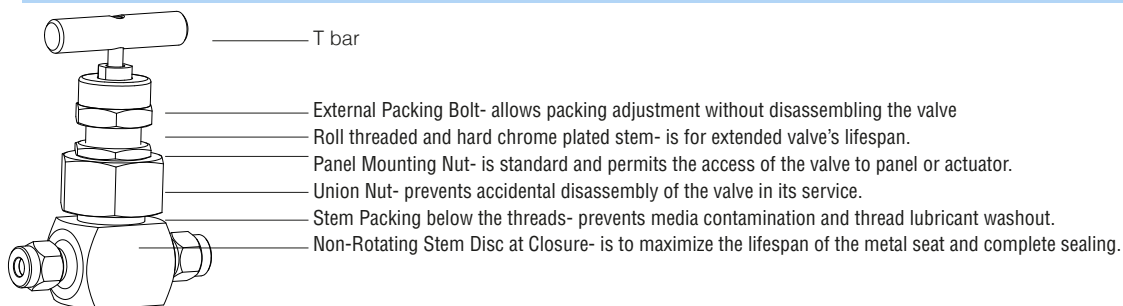 T bar
External Packing Bolt- allows packing adjustment without disassembling the valve
Roll threaded and hard chrome plated stem- is for extended valve's lifespan.
Panel Mounting Nut- is standard and permits the access of the valve to panel or actuator.
Union Nut- prevents accidental disassembly of the valve in its service.
Stem Packing below the threads- prevents media contamination and thread lubricant washout.
Non-Rotating Stem Disc at Closure- is to maximize the lifespan of the metal seat and complete sealing.